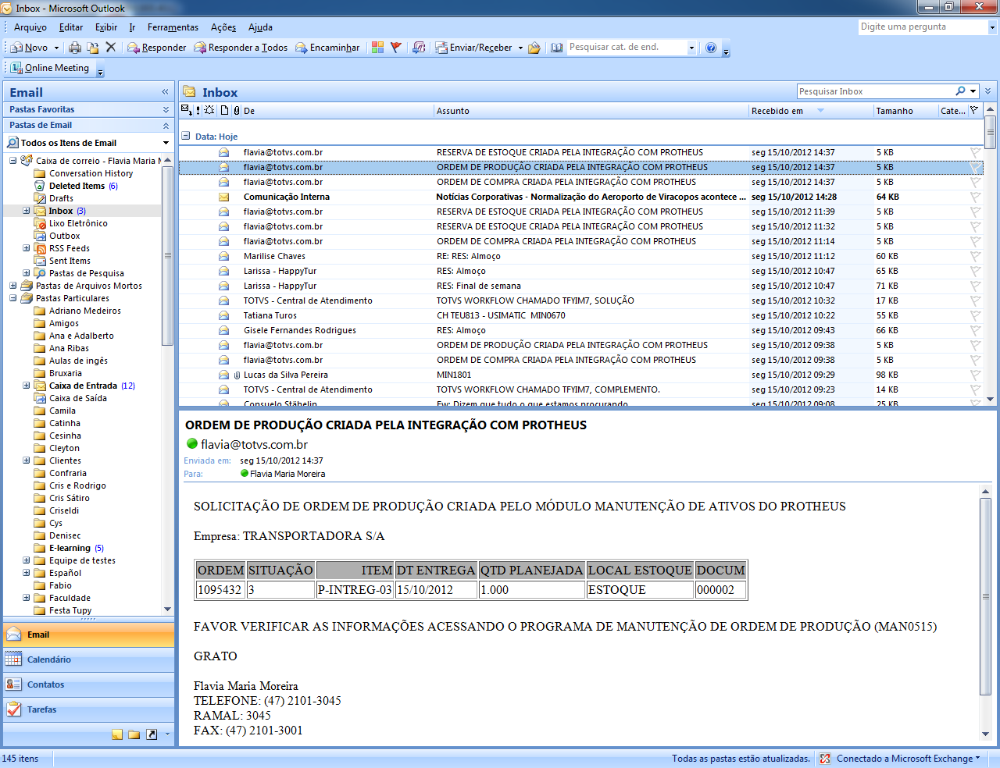 Inbox - Microsoft Outlook
Arquivo Editar Exibir Ir Ferramentas Ações Ajuda Digite uma pergunta
Novo Responder Responder a Todos Encaminhar Enviar/Receber Pesquisar cat. de end.
Online Meeting
Email
Pastas Favoritas
Pastas de Email
Todos os Itens de Email
Caixa de correio - Flavia Maria M
Conversation History
Deleted Items (6)
Drafts
Inbox (3)
Lixo Eletrônico
Outbox
RSS Feeds
Sent Items
Pastas de Pesquisa
Pastas de Arquivos Mortos
Pastas Particulares
Adriano Medeiros
Amigos
Ana e Adalberto
Ana Ribas
Aulas de ingês
Bruxaria
Caixa de Entrada (12)
Caixa de Saída
Camila
Catinha
Cesinha
Cleyton
Clientes
Confraria
Cris e Rodrigo
Cris Sátiro
Criseldi
Cys
Denisec
E-learning (5)
Equipe de testes
Español
Fabio
Faculdade
Festa Tupy
Email
Calendário
Contatos
Tarefas
Inbox Pesquisar Inbox
De Assunto Recebido em Tamanho Cate...
Data: Hoje
flavia@totvs.com.br RESERVA DE ESTOQUE CRIADA PELA INTEGRAÇÃO COM PROTHEUS seg 15/10/2012 14:37 5 KB
flavia@totvs.com.br ORDEM DE PRODUÇÃO CRIADA PELA INTEGRAÇÃO COM PROTHEUS seg 15/10/2012 14:37 5 KB
flavia@totvs.com.br ORDEM DE COMPRA CRIADA PELA INTEGRAÇÃO COM PROTHEUS seg 15/10/2012 14:37 5 KB
Comunicação Interna Notícias Corporativas - Normalização do Aeroporto de Viracopos acontece ... seg 15/10/2012 14:28 64 KB
flavia@totvs.com.br RESERVA DE ESTOQUE CRIADA PELA INTEGRAÇÃO COM PROTHEUS seg 15/10/2012 11:39 5 KB
flavia@totvs.com.br RESERVA DE ESTOQUE CRIADA PELA INTEGRAÇÃO COM PROTHEUS seg 15/10/2012 11:32 5 KB
flavia@totvs.com.br ORDEM DE COMPRA CRIADA PELA INTEGRAÇÃO COM PROTHEUS seg 15/10/2012 11:14 5 KB
Marilise Chaves RE: RES: Almoço seg 15/10/2012 11:12 60 KB
Larissa - HappyTur RES: Almoço seg 15/10/2012 10:47 65 KB
Larissa - HappyTur RES: Final de semana seg 15/10/2012 10:47 71 KB
TOTVS - Central de Atendimento TOTVS WORKFLOW CHAMADO TFYIM7, SOLUÇÃO seg 15/10/2012 10:32 17 KB
Tatiana Turos CH TEU813 - USIMATIC MIN0670 seg 15/10/2012 10:22 55 KB
Gisele Fernandes Rodrigues RES: Almoço seg 15/10/2012 09:43 66 KB
flavia@totvs.com.br ORDEM DE PRODUÇÃO CRIADA PELA INTEGRAÇÃO COM PROTHEUS seg 15/10/2012 09:38 5 KB
flavia@totvs.com.br ORDEM DE COMPRA CRIADA PELA INTEGRAÇÃO COM PROTHEUS seg 15/10/2012 09:38 5 KB
Lucas da Silva Pereira MIN1801 seg 15/10/2012 09:29 98 KB
TOTVS - Central de Atendimento TOTVS WORKFLOW CHAMADO TFYIM7, COMPLEMENTO. seg 15/10/2012 09:23 14 KB
Consuelo Stäbelin Fw: Dizem que tudo o que estamos procurando seg 15/10/2012 09:08 25 KB
ORDEM DE PRODUÇÃO CRIADA PELA INTEGRAÇÃO COM PROTHEUS
flavia@totvs.com.br
Enviada em: seg 15/10/2012 14:37
Para: Flavia Maria Moreira
SOLICITAÇÃO DE ORDEM DE PRODUÇÃO CRIADA PELO MÓDULO MANUTENÇÃO DE ATIVOS DO PROTHEUS
Empresa: TRANSPORTADORA S/A
ORDEM SITUAÇÃO ITEM DT ENTREGA QTD PLANEJADA LOCAL ESTOQUE DOCUM
1095432 3 P-INTREG-03 15/10/2012 1.000 ESTOQUE 000002
FAVOR VERIFICAR AS INFORMAÇÕES ACESSANDO O PROGRAMA DE MANUTENÇÃO DE ORDEM DE PRODUÇÃO (MAN0515)
GRATO
Flavia Maria Moreira
TELEFONE: (47) 2101-3045
RAMAL: 3045
FAX: (47) 2101-3001
145 itens Todas as pastas estão atualizadas. Conectado a Microsoft Exchange